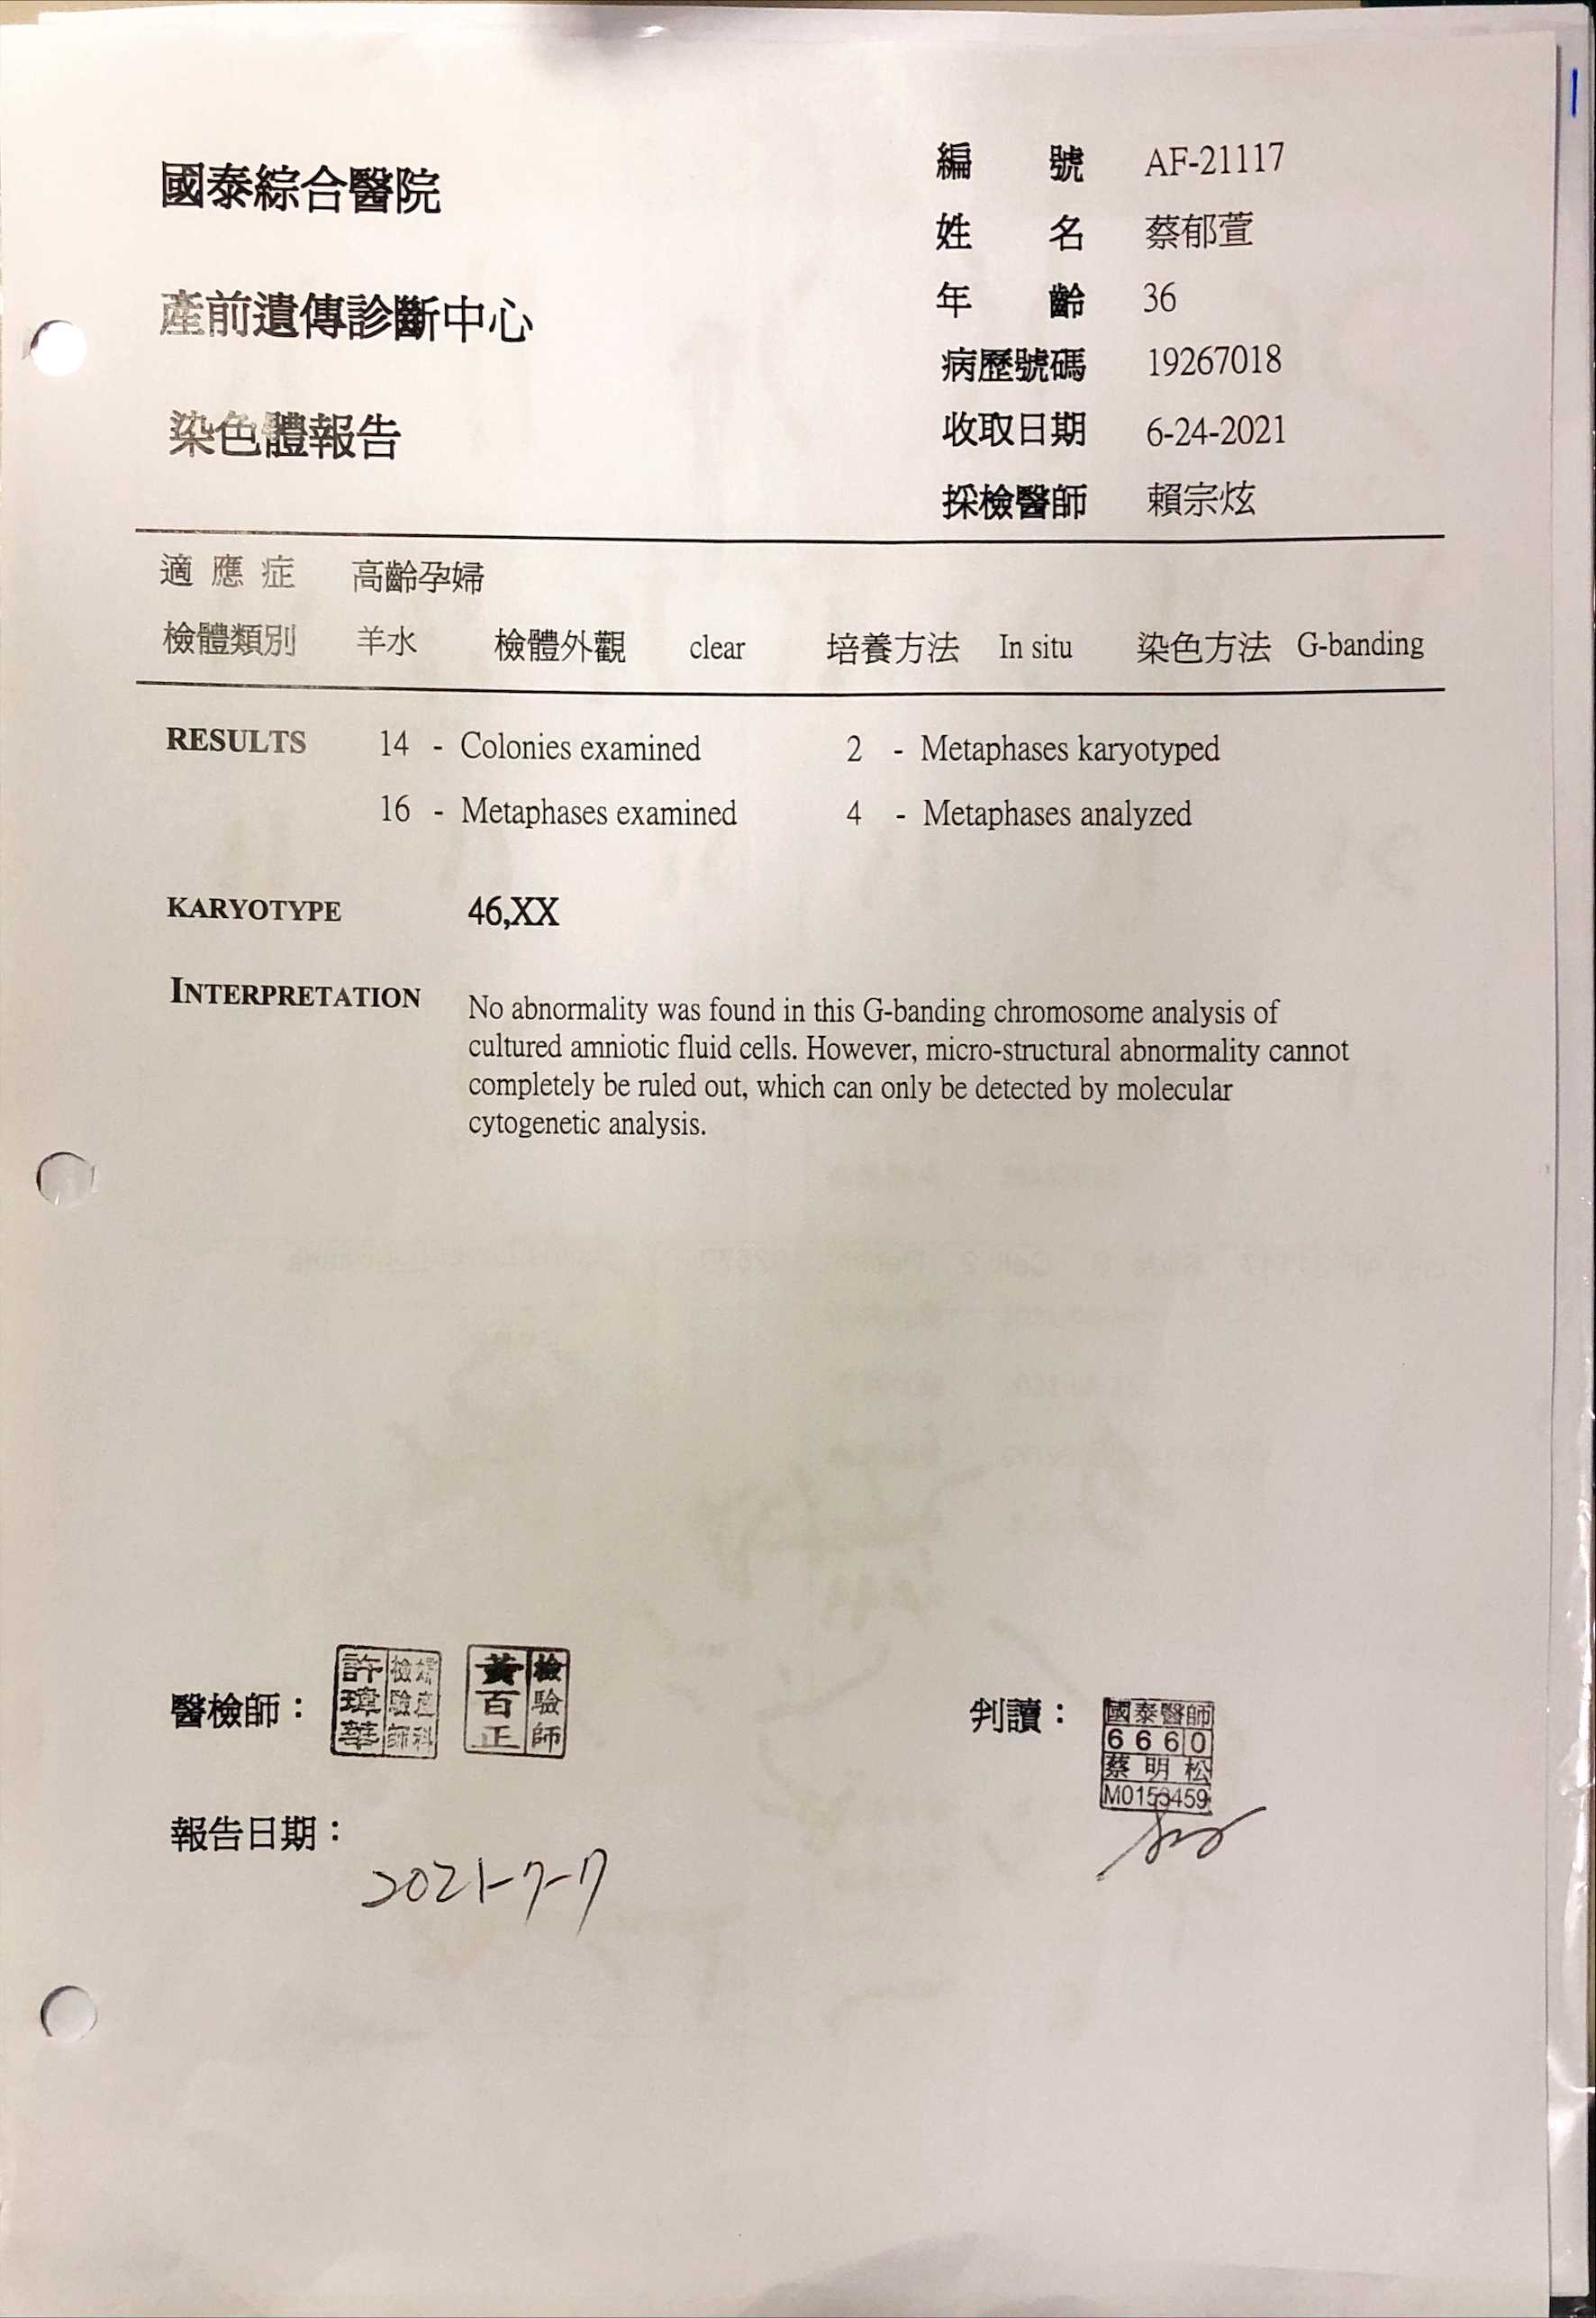 國泰綜合醫院
產前遺傳診斷中心
染色體報告
編號 AF-21117
姓名 蔡郁萱
年齡 36
病歷號碼 19267018
收取日期 6-24-2021
採檢醫師 賴宗炫
適應症 高齡孕婦
檢體類別 羊水 檢體外觀 clear 培養方法 In situ 染色方法 G-banding
RESULTS 14 - Colonies examined 2 - Metaphases karyotyped
16 - Metaphases examined 4 - Metaphases analyzed
KARYOTYPE 46,XX
INTERPRETATION No abnormality was found in this G-banding chromosome analysis of
cultured amniotic fluid cells. However, micro-structural abnormality cannot
completely be ruled out, which can only be detected by molecular
cytogenetic analysis.
醫檢師：
婦產科
檢驗師
許瑋華
檢驗師
黃百正
判讀：
國泰醫師
6660
蔡明松
M0153459
報告日期：
2021-7-7